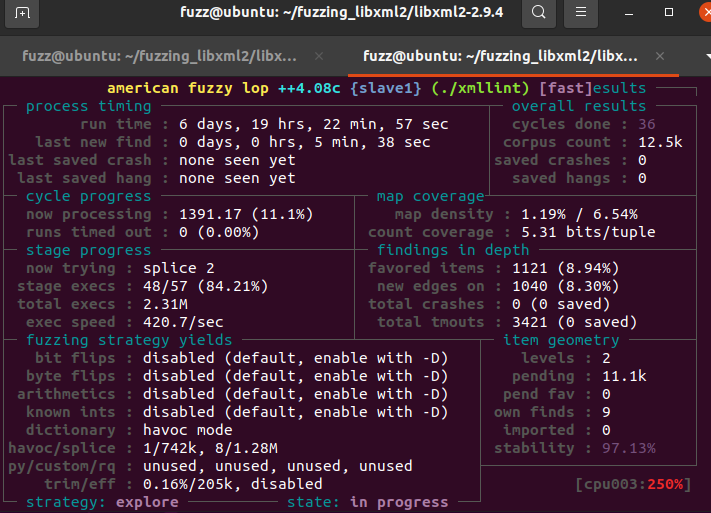 fuzz@ubuntu: ~/fuzzing_libxml2/libxml2-2.9.4
fuzz@ubuntu: ~/fuzzing_libxml2/libx...
fuzz@ubuntu: ~/fuzzing_libxml2/libx...
american fuzzy lop ++4.08c {slave1} (./xmllint) [fast]esults
process timing
overall results
run time : 6 days, 19 hrs, 22 min, 57 sec
cycles done : 36
last new find : 0 days, 0 hrs, 5 min, 38 sec
corpus count : 12.5k
last saved crash : none seen yet
saved crashes : 0
last saved hang : none seen yet
saved hangs : 0
cycle progress
map coverage
now processing : 1391.17 (11.1%)
map density : 1.19% / 6.54%
runs timed out : 0 (0.00%)
count coverage : 5.31 bits/tuple
stage progress
findings in depth
now trying : splice 2
favored items : 1121 (8.94%)
stage execs : 48/57 (84.21%)
new edges on : 1040 (8.30%)
total execs : 2.31M
total crashes : 0 (0 saved)
exec speed : 420.7/sec
total tmouts : 3421 (0 saved)
fuzzing strategy yields
item geometry
bit flips : disabled (default, enable with -D)
levels : 2
byte flips : disabled (default, enable with -D)
pending : 11.1k
arithmetics : disabled (default, enable with -D)
pend fav : 0
known ints : disabled (default, enable with -D)
own finds : 9
dictionary : havoc mode
imported : 0
havoc/splice : 1/742k, 8/1.28M
stability : 97.13%
py/custom/rq : unused, unused, unused, unused
trim/eff : 0.16%/205k, disabled
[cpu003:250%]
strategy: explore
state: in progress